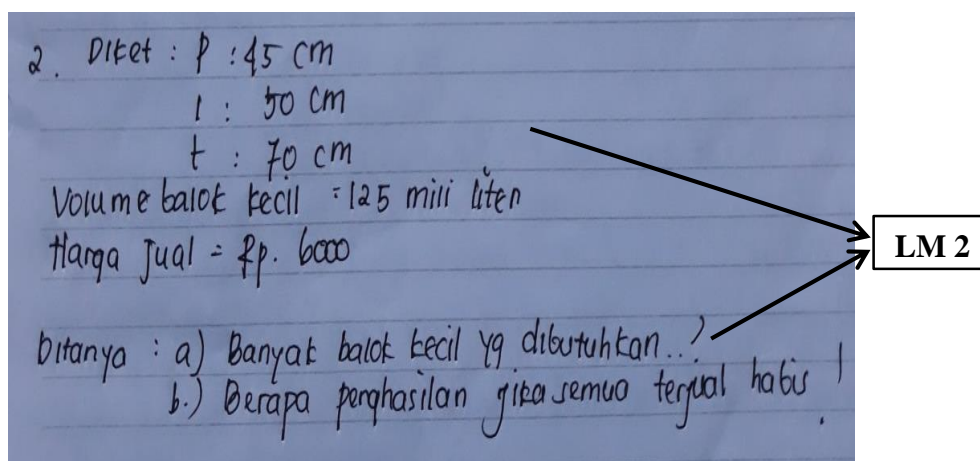 2. Diket : P : 45 cm
l : 50 cm
t : 70 cm
Volume balok kecil = 125 mili liter
Harga Jual = Rp. 6000
LM 2
Ditanya : a) Banyak balok kecil yg dibutuhkan..?
b.) Berapa penghasilan jika semua terjual habis !